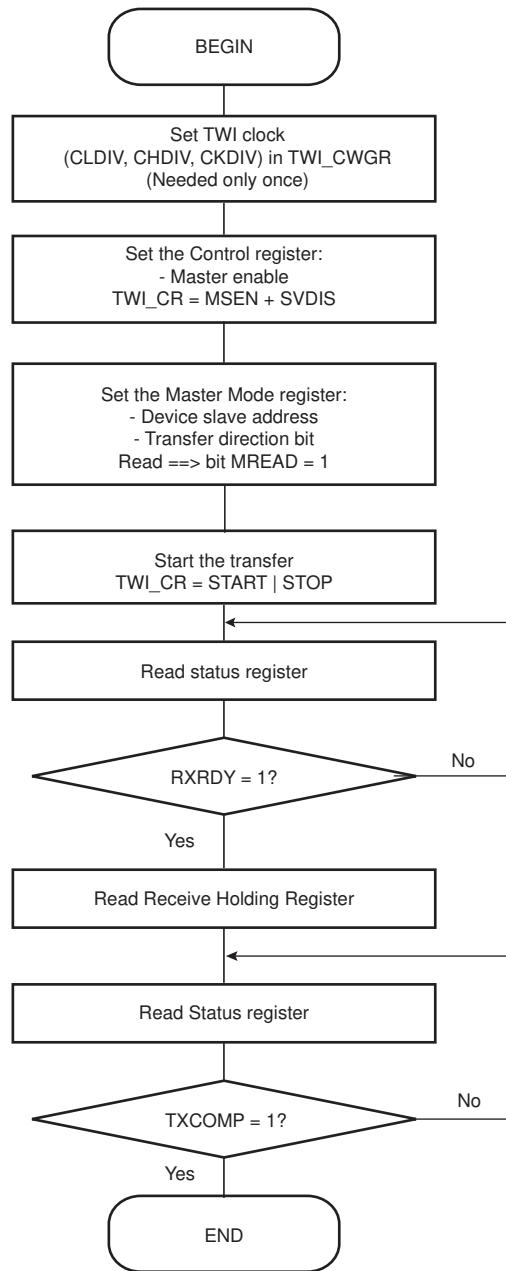 BEGIN
Set TWI clock
(CLDIV, CHDIV, CKDIV) in TWI_CWGR
(Needed only once)
Set the Control register:
- Master enable
TWI_CR = MSEN + SVDIS
Set the Master Mode register:
- Device slave address
- Transfer direction bit
Read ==> bit MREAD = 1
Start the transfer
TWI_CR = START | STOP
Read status register
RXRDY = 1?
No
Yes
Read Receive Holding Register
Read Status register
TXCOMP = 1?
No
Yes
END